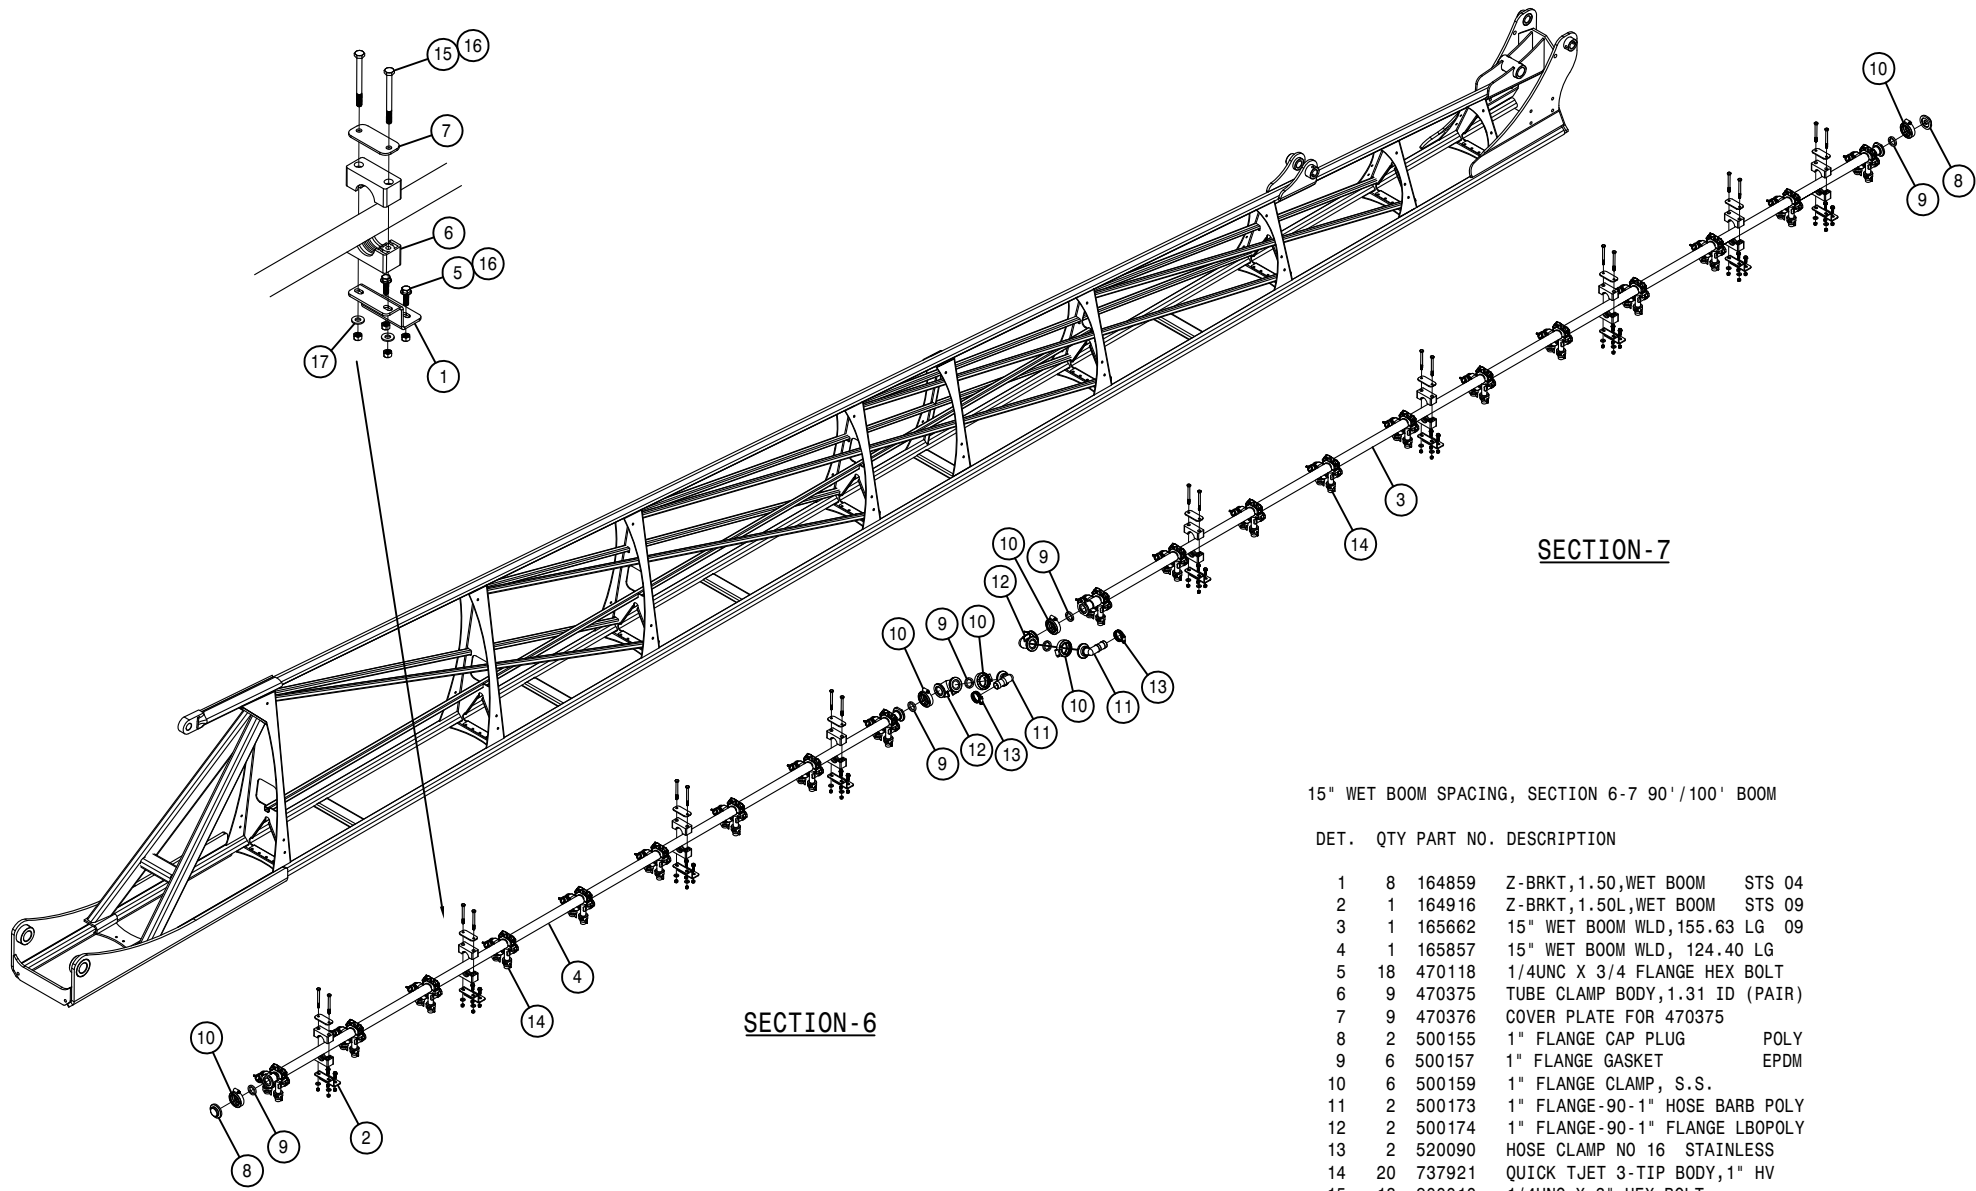 15 16
7
6
5 16
17
1
10
8
9
3
14
SECTION-7
10
9
12
10
9
10
13
11
10
11
13
12
9
4
14
SECTION-6
10
9
8
2
15" WET BOOM SPACING, SECTION 6-7 90'/100' BOOM
DET. QTY PART NO. DESCRIPTION
1 8 164859 Z-BRKT,1.50,WET BOOM STS 04
2 1 164916 Z-BRKT,1.50L,WET BOOM STS 09
3 1 165662 15" WET BOOM WLD,155.63 LG 09
4 1 165857 15" WET BOOM WLD, 124.40 LG
5 18 470118 1/4UNC X 3/4 FLANGE HEX BOLT
6 9 470375 TUBE CLAMP BODY,1.31 ID (PAIR)
7 9 470376 COVER PLATE FOR 470375
8 2 500155 1" FLANGE CAP PLUG POLY
9 6 500157 1" FLANGE GASKET EPDM
10 6 500159 1" FLANGE CLAMP, S.S.
11 2 500173 1" FLANGE-90-1" HOSE BARB POLY
12 2 500174 1" FLANGE-90-1" FLANGE LBOPOLY
13 2 520090 HOSE CLAMP NO 16 STAINLESS
14 20 737921 QUICK TJET 3-TIP BODY,1" HV